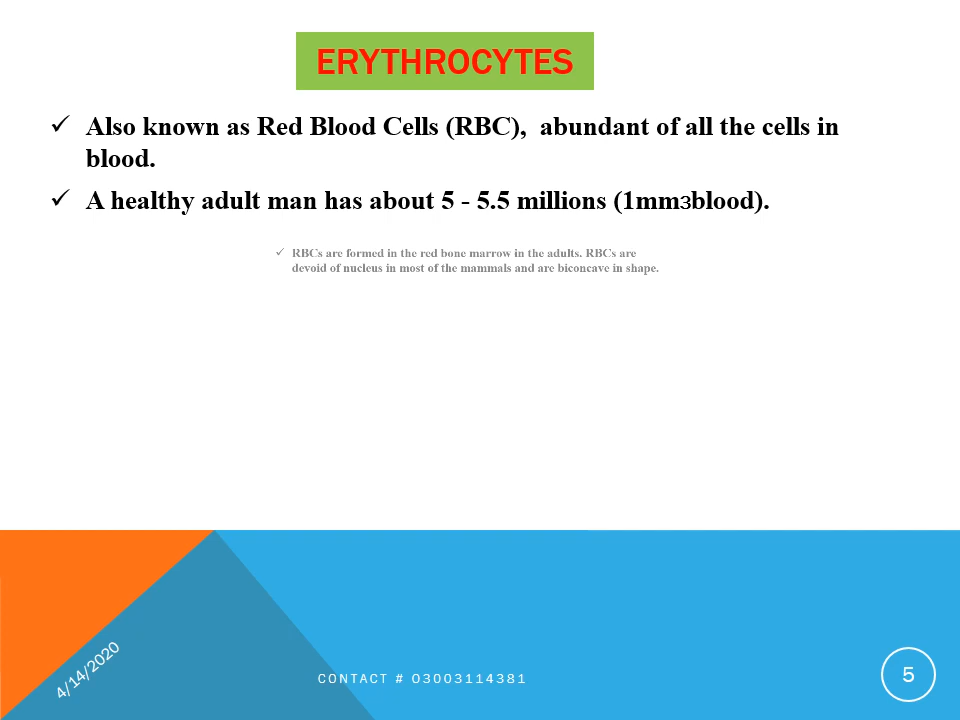 ERYTHROCYTES
✓ Also known as Red Blood Cells (RBC),  abundant of all the cells in
blood.
✓ A healthy adult man has about 5 - 5.5 millions (1mm3blood).
✓ RBCs are formed in the red bone marrow in the adults. RBCs are
devoid of nucleus in most of the mammals and are biconcave in shape.
4/14/2020
CONTACT # 03003114381
5